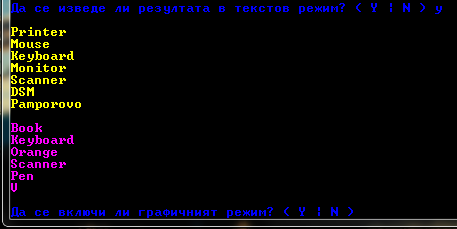 Да се изведе ли резултата в текстов режим? ( Y | N ) y
Printer
Mouse
Keyboard
Monitor
Scanner
DSM
Pamporovo
Book
Keyboard
Orange
Scanner
Pen
V
Да се включи ли графичният режим? ( Y | N )